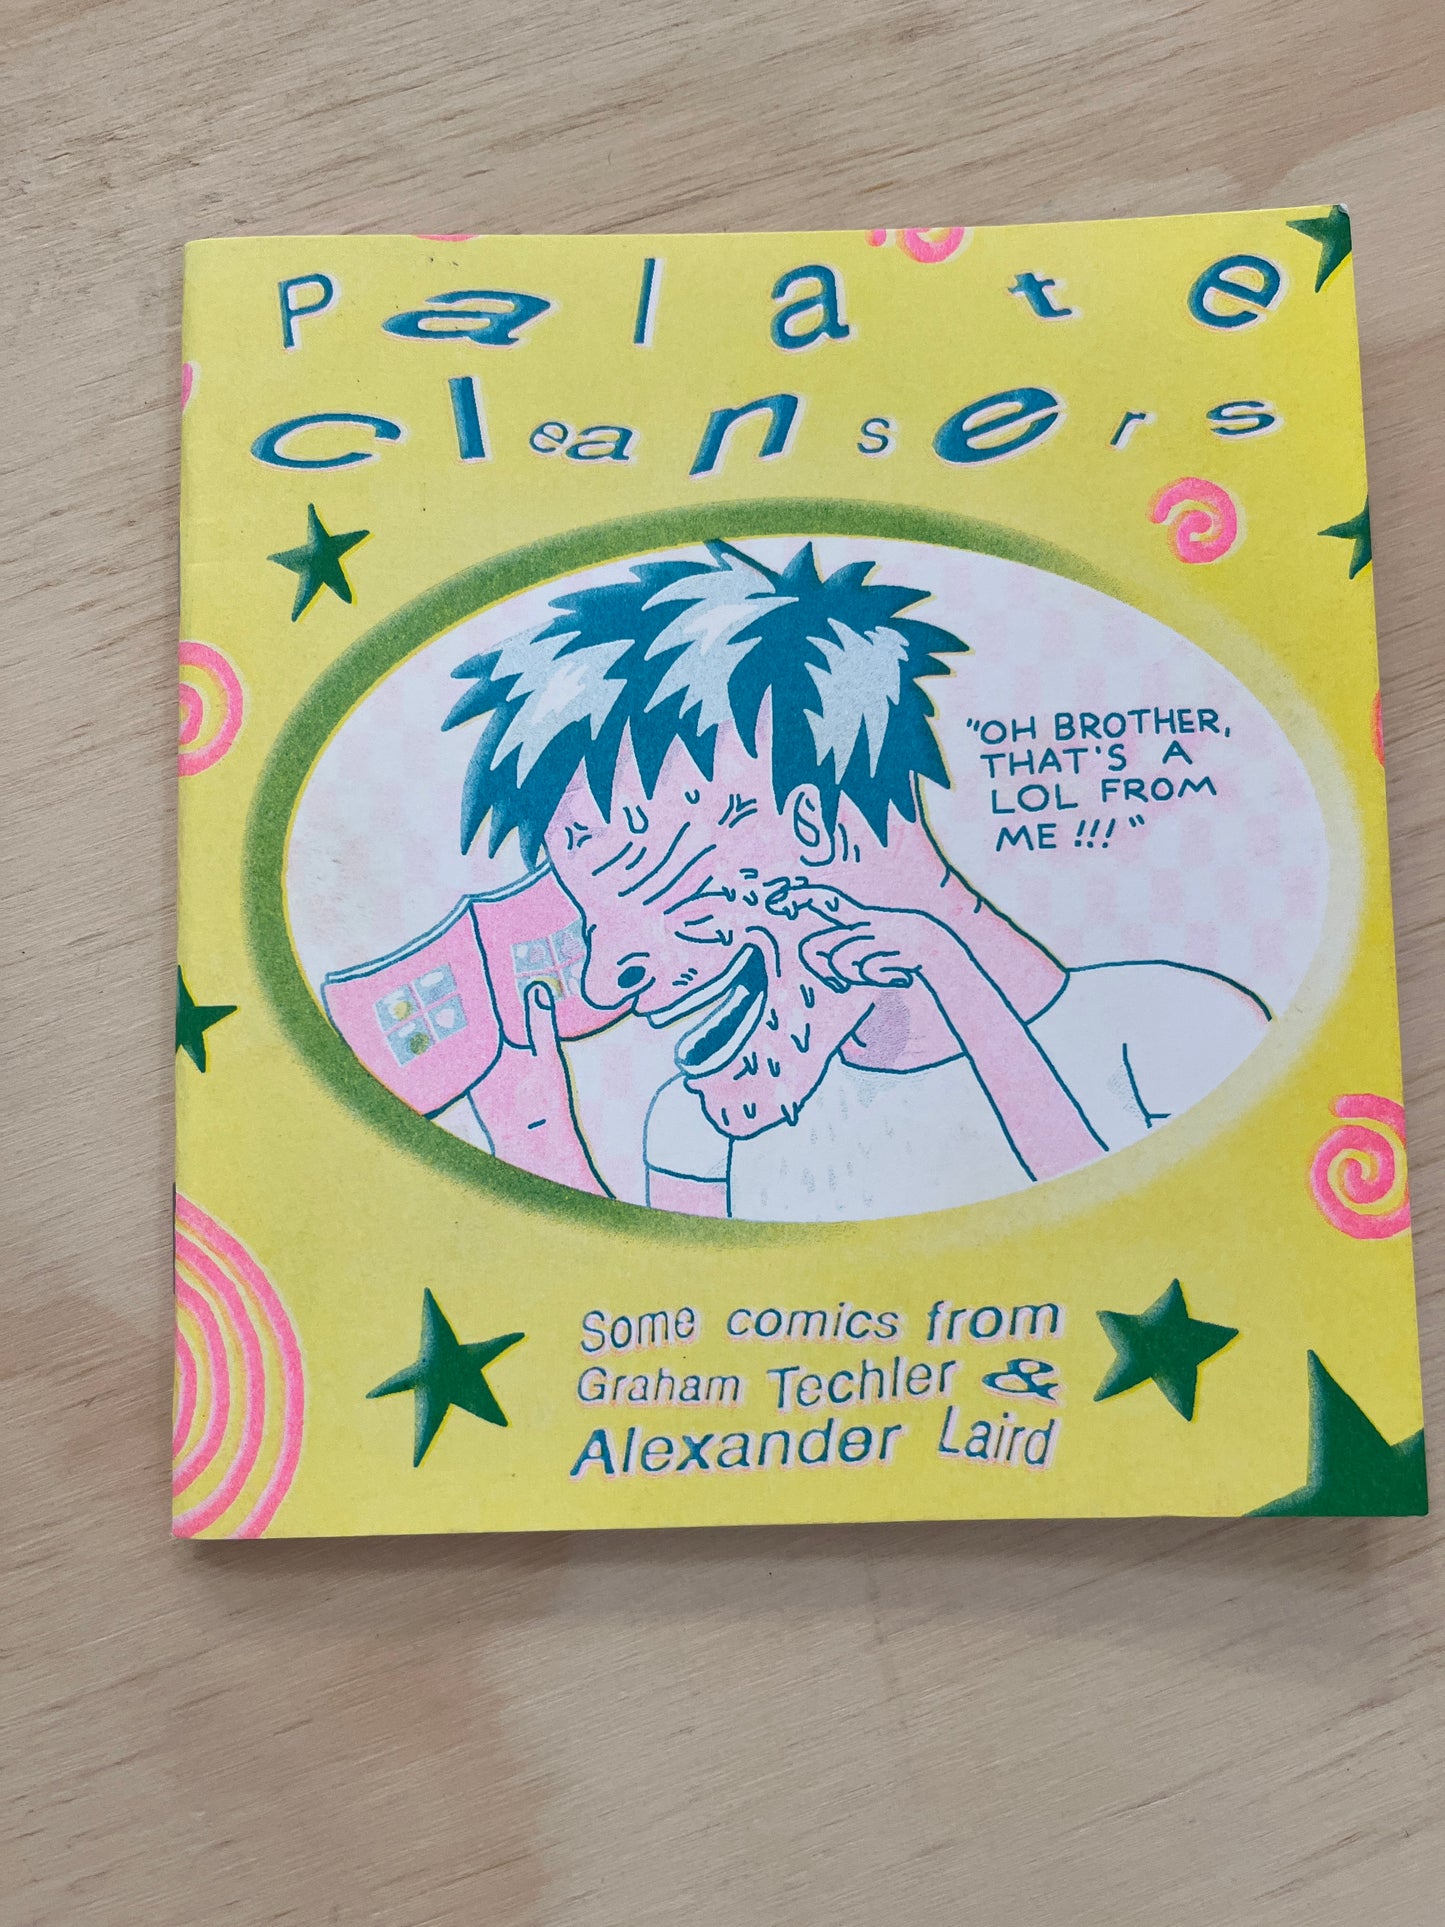 Palate
Cleansers
"OH BROTHER,
THAT'S A
LOL FROM
ME!!!"
Some comics from
Graham Techler &
Alexander Laird